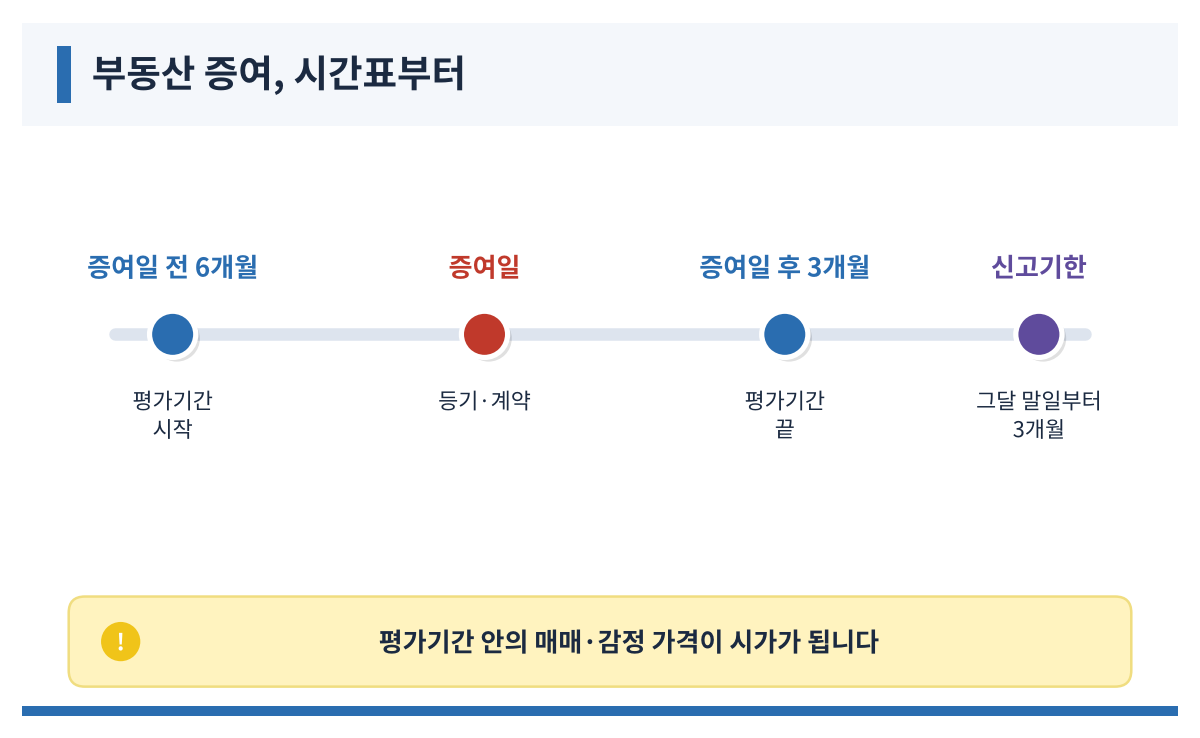 부동산 증여, 시간표부터
증여일 전 6개월
증여일
증여일 후 3개월
신고기한
평가기간
시작
등기·계약
평가기간
끝
그달 말일부터
3개월
!
평가기간 안의 매매·감정 가격이 시가가 됩니다